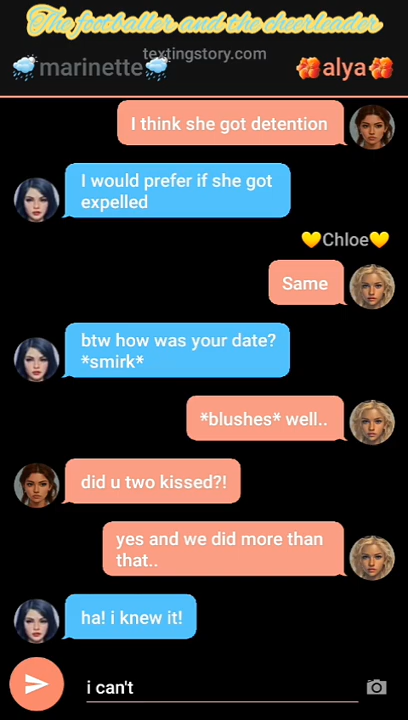 The footballer and the cheerleader
textingstory.com
🌧️marinette🌧️ 🌺alya🌺
I think she got detention
I would prefer if she got
expelled
💛Chloe💛
Same
btw how was your date?
*smirk*
*blushes* well..
did u two kissed?!
yes and we did more than
that..
ha! i knew it!
i can't